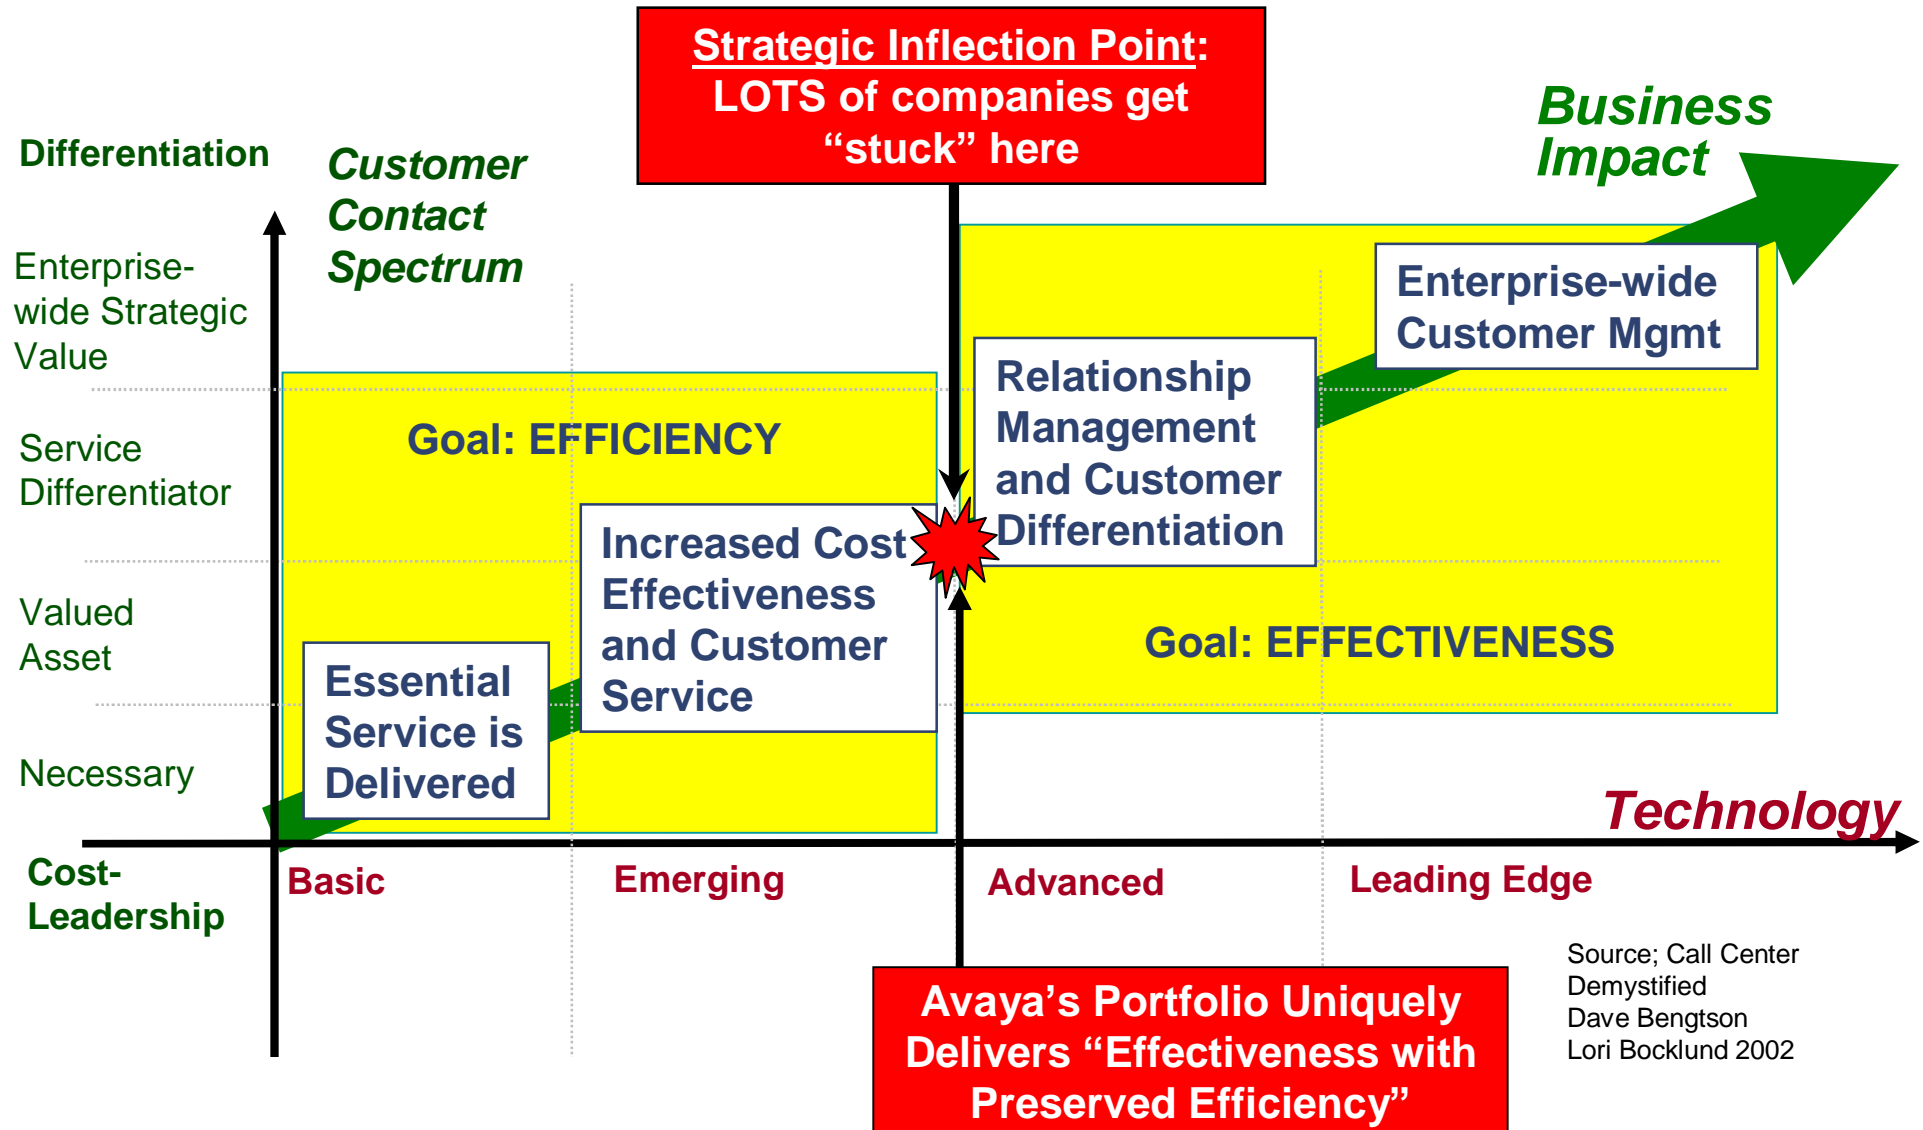 Strategic Inflection Point:
LOTS of companies get
“stuck” here
Business
Impact
Differentiation
Customer
Contact
Spectrum
Enterprise-
wide Strategic
Value
Enterprise-wide
Customer Mgmt
Relationship
Management
and Customer
Differentiation
Goal: EFFICIENCY
Service
Differentiator
Increased Cost
Effectiveness
and Customer
Service
Valued
Asset
Goal: EFFECTIVENESS
Essential
Service is
Delivered
Necessary
Technology
Cost-
Leadership
Basic
Emerging
Advanced
Leading Edge
Source; Call Center
Demystified
Dave Bengtson
Lori Bocklund 2002
Avaya’s Portfolio Uniquely
Delivers “Effectiveness with
Preserved Efficiency”